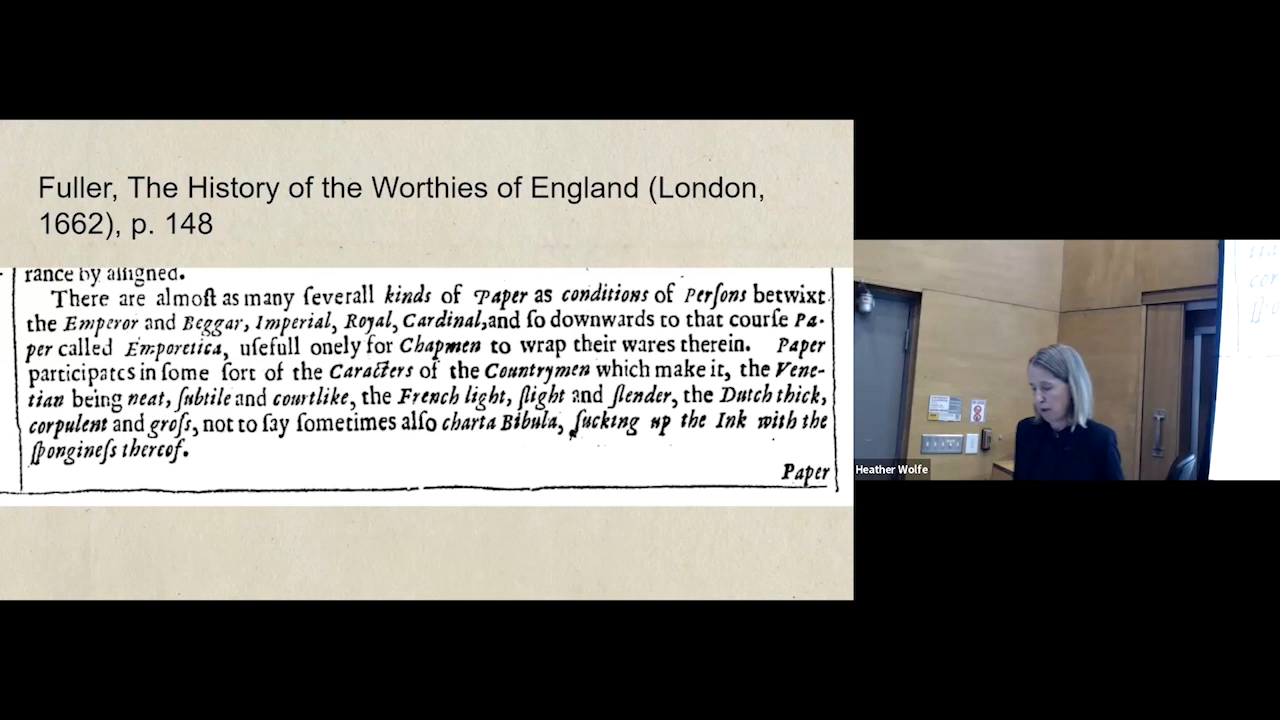 Fuller, The History of the Worthies of England (London,
1662), p. 148
rance by aſſigned.
There are almoſt as many ſeverall kinds of Paper as conditions of Perſons betwixt
the Emperor and Beggar, Imperial, Royal, Cardinal, and ſo downwards to that courſe Pa-
per called Emporetica, uſefull onely for Chapmen to wrap their wares therein. Paper
participates in ſome ſort of the Caracters of the Countrymen which make it, the Vene-
tian being neat, ſubtile and courtlike, the French light, ſlight and ſlender, the Dutch thick,
corpulent and groſs, not to ſay ſometimes alſo charta Bibula, ſucking up the Ink with the
ſpongineſs thereof.
Paper
Heather Wolfe